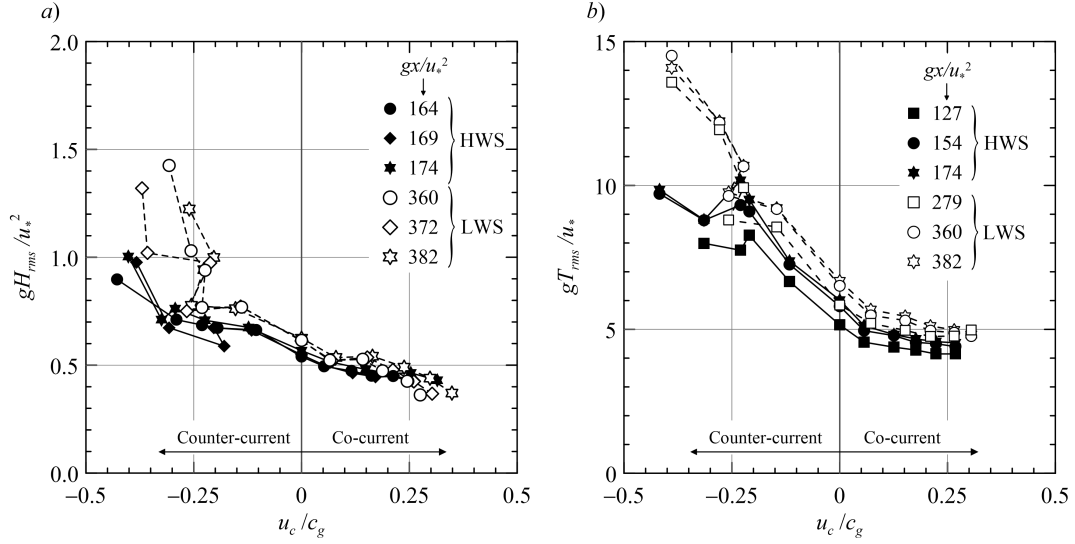 a)
2.0
1.5
1.0
0.5
0.0
gH_rms/u_*^2
gx/u_*^2
164
169
174
HWS
360
372
382
LWS
Counter-current
Co-current
−0.5
−0.25
0
0.25
0.5
u_c/c_g
b)
15
10
5
0
gT_rms/u_*
gx/u_*^2
127
154
174
HWS
279
360
382
LWS
Counter-current
Co-current
−0.5
−0.25
0
0.25
0.5
u_c/c_g